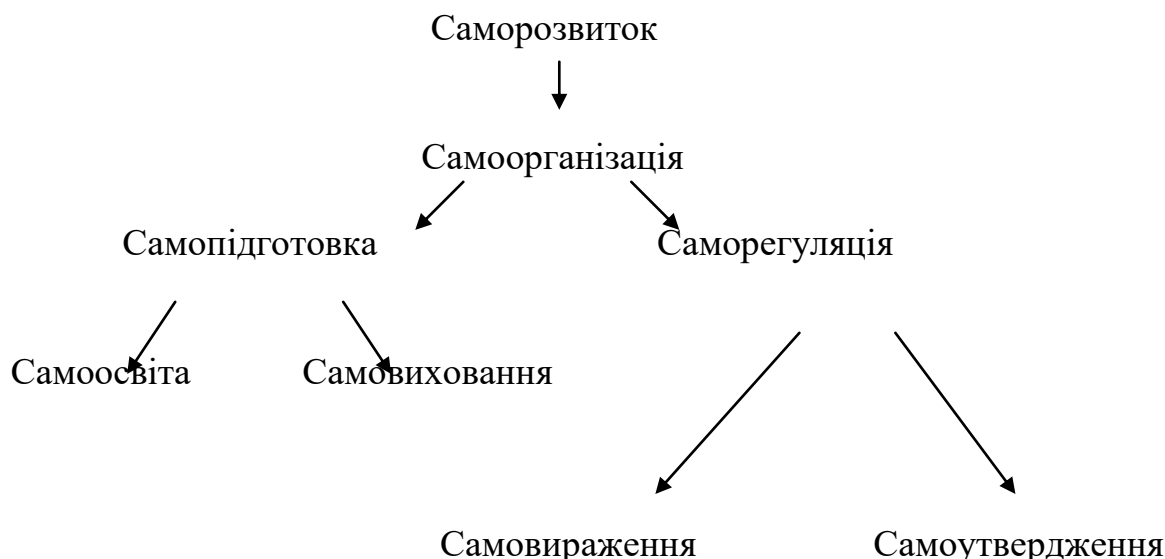 Саморозвиток
Самоорганізація
Самопідготовка Саморегуляція
Самоосвіта Самовиховання
Самовираження Самоутвердження